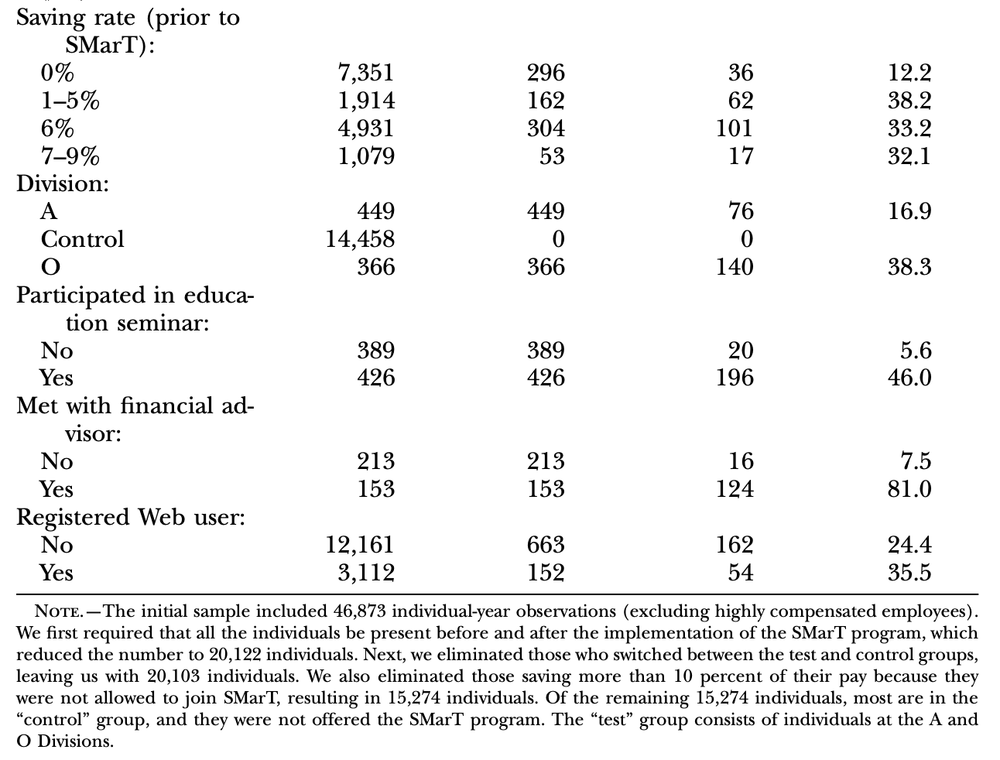 Saving rate (prior to
SMarT):
0% 7,351 296 36 12.2
1–5% 1,914 162 62 38.2
6% 4,931 304 101 33.2
7–9% 1,079 53 17 32.1
Division:
A 449 449 76 16.9
Control 14,458 0 0
O 366 366 140 38.3
Participated in educa-
tion seminar:
No 389 389 20 5.6
Yes 426 426 196 46.0
Met with financial ad-
visor:
No 213 213 16 7.5
Yes 153 153 124 81.0
Registered Web user:
No 12,161 663 162 24.4
Yes 3,112 152 54 35.5
NOTE.—The initial sample included 46,873 individual-year observations (excluding highly compensated employees).
We first required that all the individuals be present before and after the implementation of the SMarT program, which
reduced the number to 20,122 individuals. Next, we eliminated those who switched between the test and control groups,
leaving us with 20,103 individuals. We also eliminated those saving more than 10 percent of their pay because they
were not allowed to join SMarT, resulting in 15,274 individuals. Of the remaining 15,274 individuals, most are in the
“control” group, and they were not offered the SMarT program. The “test” group consists of individuals at the A and
O Divisions.